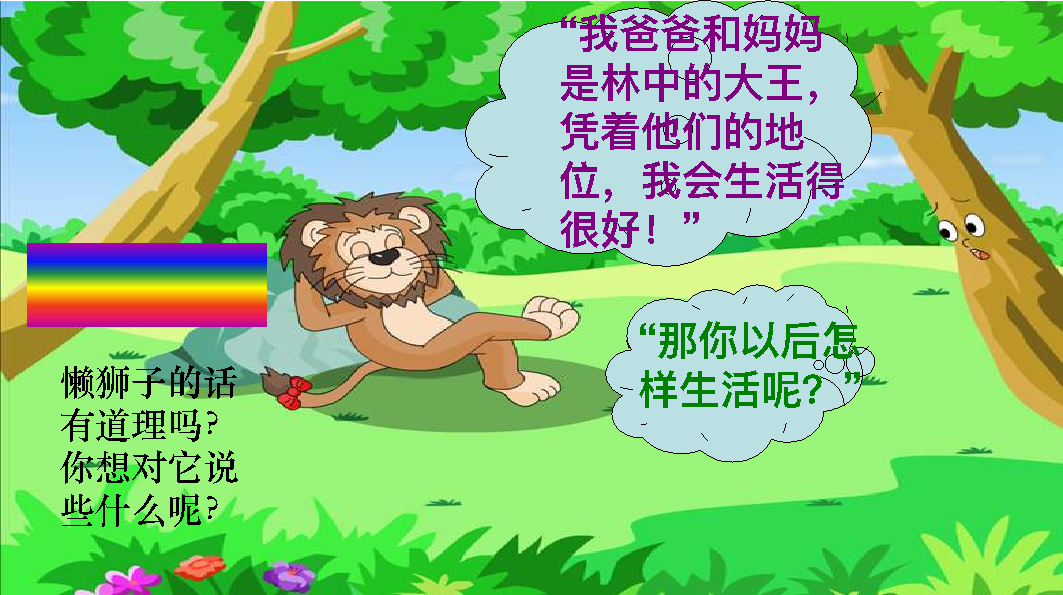 “我爸爸和妈妈
是林中的大王，
凭着他们的地
位，我会生活得
很好！”
“那你以后怎
样生活呢？”
懒狮子的话
有道理吗？
你想对它说
些什么呢？